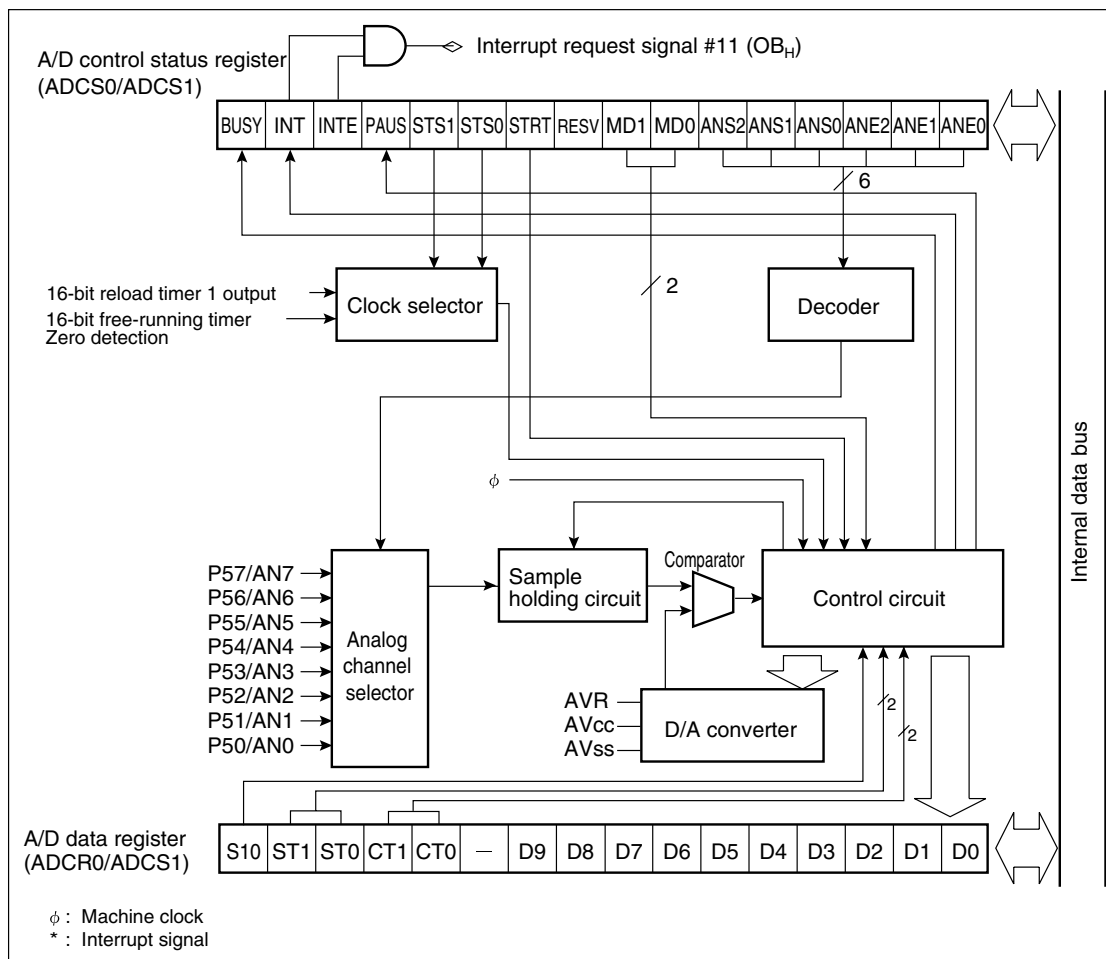 A/D control status register
(ADCS0/ADCS1)
Interrupt request signal #11 (OBH)
BUSY INT INTE PAUS STS1 STS0 STRT RESV MD1 MD0 ANS2 ANS1 ANS0 ANE2 ANE1 ANE0
6
2
16-bit reload timer 1 output
16-bit free-running timer
Zero detection
Clock selector
Decoder
Internal data bus
φ
P57/AN7
P56/AN6
P55/AN5
P54/AN4
P53/AN3
P52/AN2
P51/AN1
P50/AN0
Analog
channel
selector
Sample
holding circuit
Comparator
Control circuit
AVR
AVcc
AVss
D/A converter
2
2
A/D data register
(ADCR0/ADCS1)
S10 ST1 ST0 CT1 CT0 — D9 D8 D7 D6 D5 D4 D3 D2 D1 D0
φ : Machine clock
* : Interrupt signal